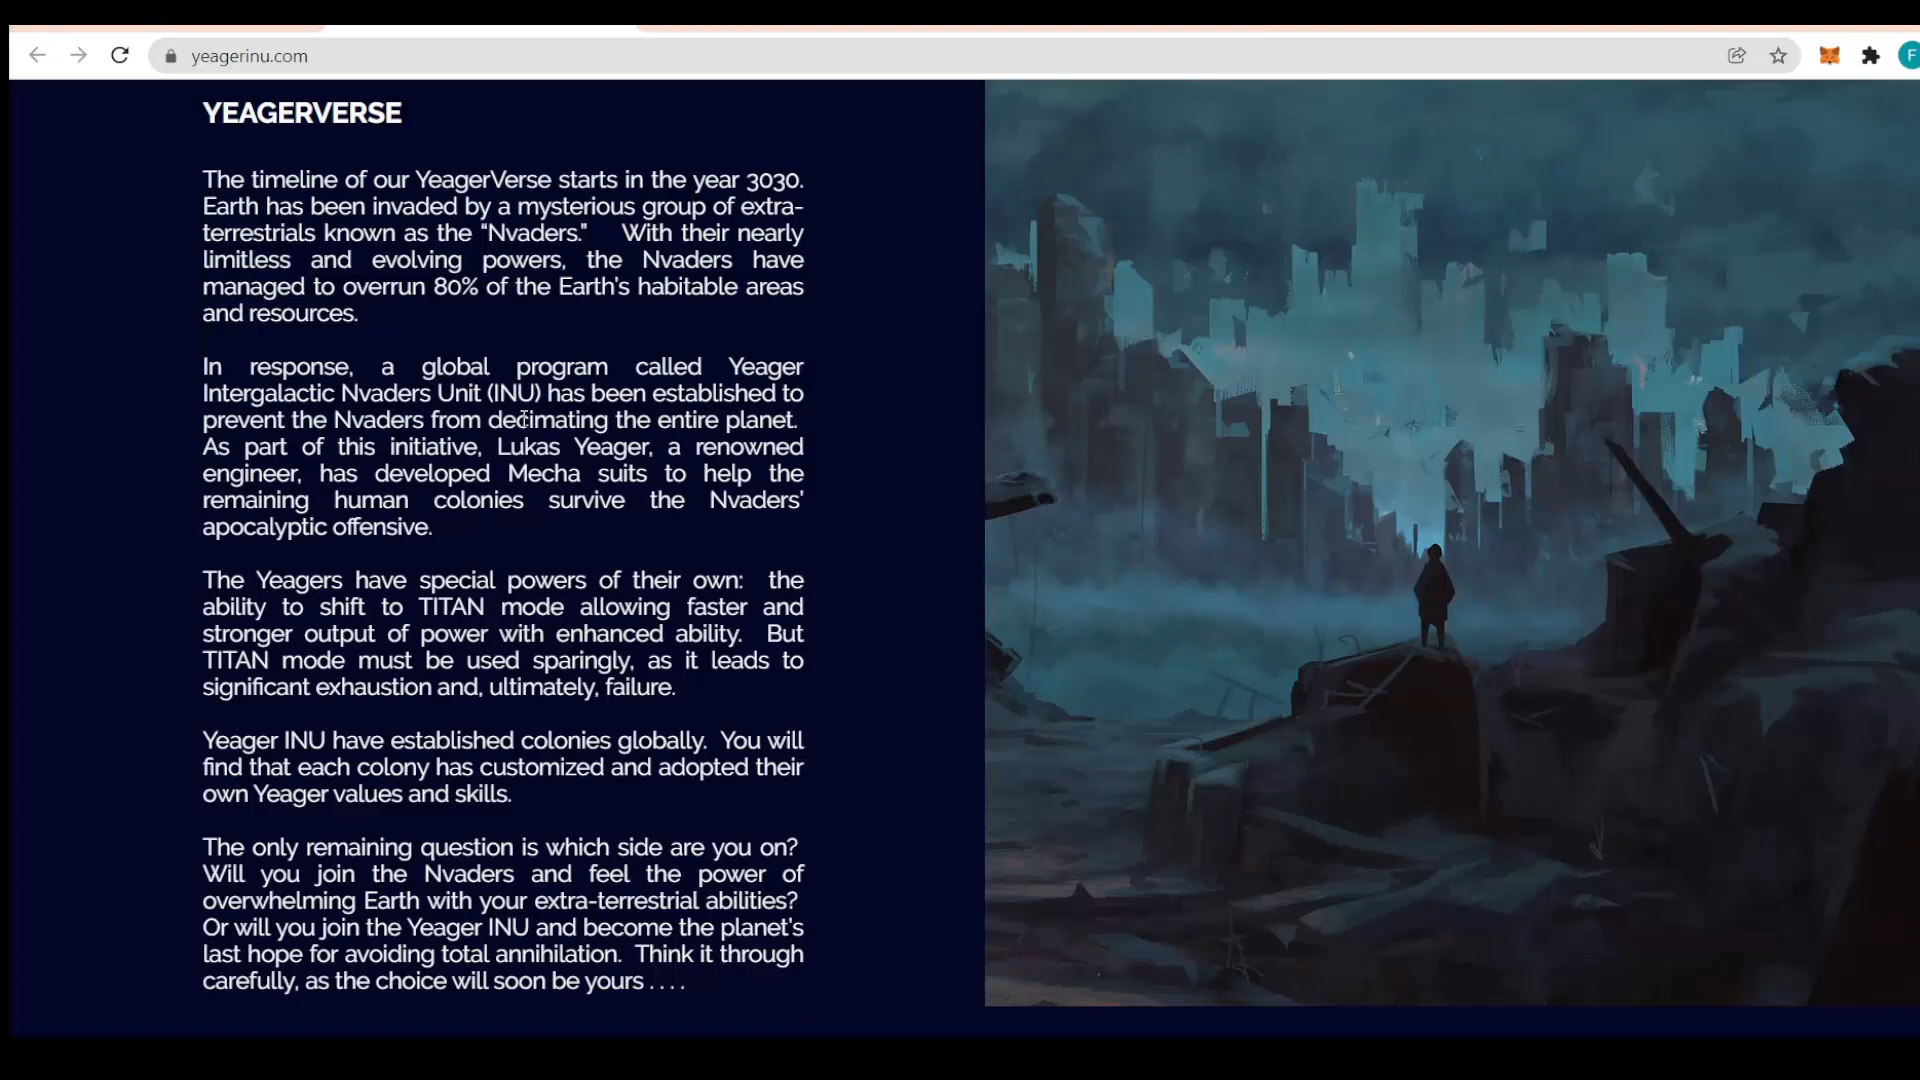 yeagerinu.com
F
YEAGERVERSE
The timeline of our YeagerVerse starts in the year 3030.
Earth has been invaded by a mysterious group of extra-
terrestrials known as the “Nvaders.” With their nearly
limitless and evolving powers, the Nvaders have
managed to overrun 80% of the Earth's habitable areas
and resources.
In response, a global program called Yeager
Intergalactic Nvaders Unit (INU) has been established to
prevent the Nvaders from decimating the entire planet.
As part of this initiative, Lukas Yeager, a renowned
engineer, has developed Mecha suits to help the
remaining human colonies survive the Nvaders'
apocalyptic offensive.
The Yeagers have special powers of their own: the
ability to shift to TITAN mode allowing faster and
stronger output of power with enhanced ability. But
TITAN mode must be used sparingly, as it leads to
significant exhaustion and, ultimately, failure.
Yeager INU have established colonies globally. You will
find that each colony has customized and adopted their
own Yeager values and skills.
The only remaining question is which side are you on?
Will you join the Nvaders and feel the power of
overwhelming Earth with your extra-terrestrial abilities?
Or will you join the Yeager INU and become the planet's
last hope for avoiding total annihilation. Think it through
carefully, as the choice will soon be yours . . . .